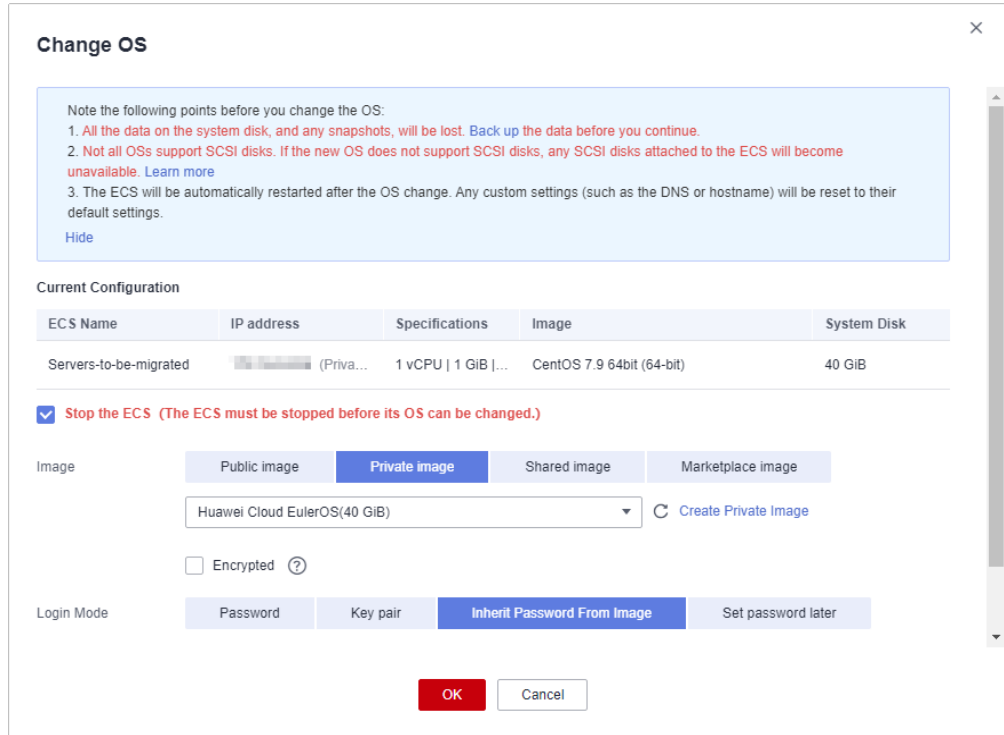 Change OS
Note the following points before you change the OS:
1. All the data on the system disk, and any snapshots, will be lost. Back up the data before you continue.
2. Not all OSs support SCSI disks. If the new OS does not support SCSI disks, any SCSI disks attached to the ECS will become
unavailable. Learn more
3. The ECS will be automatically restarted after the OS change. Any custom settings (such as the DNS or hostname) will be reset to their
default settings.
Hide
Current Configuration
ECS Name IP address Specifications Image System Disk
Servers-to-be-migrated (Priva... 1 vCPU | 1 GiB |... CentOS 7.9 64bit (64-bit) 40 GiB
Stop the ECS (The ECS must be stopped before its OS can be changed.)
Image Public image Private image Shared image Marketplace image
Huawei Cloud EulerOS(40 GiB) Create Private Image
Encrypted ?
Login Mode Password Key pair Inherit Password From Image Set password later
OK Cancel